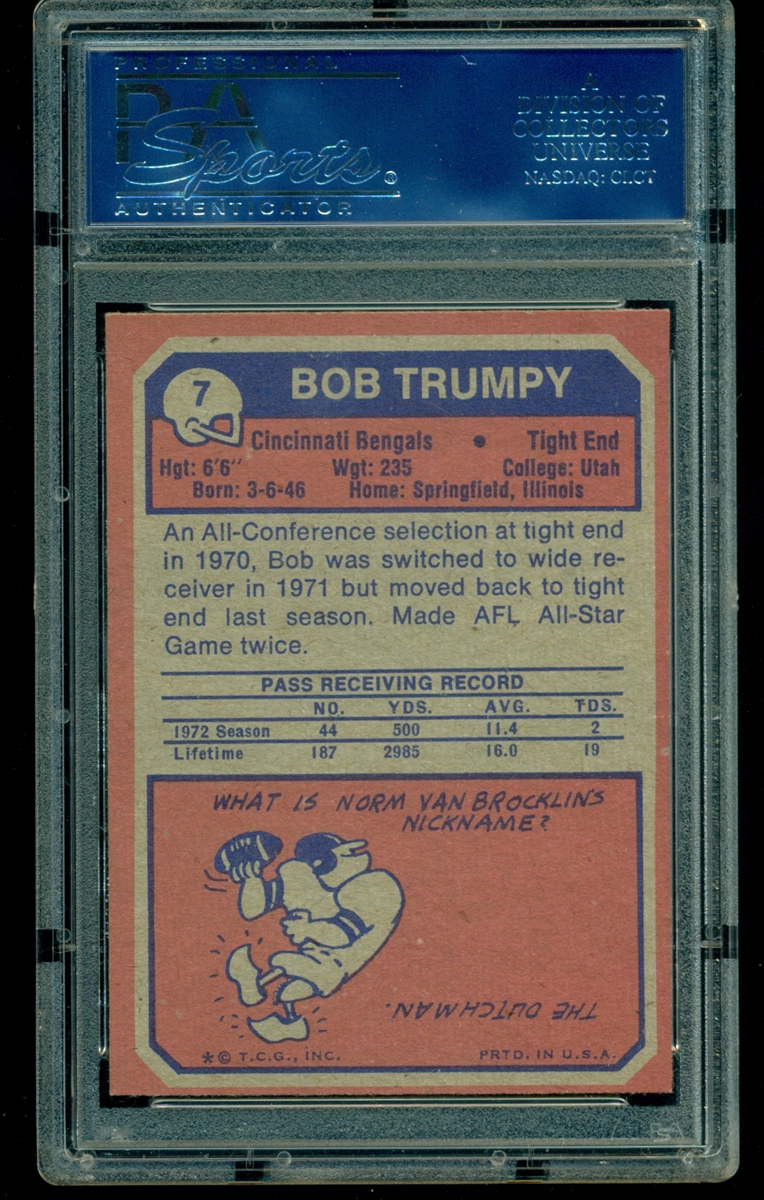 PROFESSIONAL
PSA
Sports®
AUTHENTICATOR
A
DIVISION OF
COLLECTORS
UNIVERSE
NASDAQ: CLCT
7
BOB TRUMPY
Cincinnati Bengals • Tight End
Hgt: 6'6" Wgt: 235 College: Utah
Born: 3-6-46 Home: Springfield, Illinois
An All-Conference selection at tight end
in 1970, Bob was switched to wide re-
ceiver in 1971 but moved back to tight
end last season. Made AFL All-Star
Game twice.
PASS RECEIVING RECORD
NO. YDS. AVG. TDS.
1972 Season 44 500 11.4 2
Lifetime 187 2985 16.0 19
WHAT IS NORM VAN BROCKLIN'S
NICKNAME?
THE DUTCHMAN.
*© T.C.G., INC. PRTD. IN U.S.A.